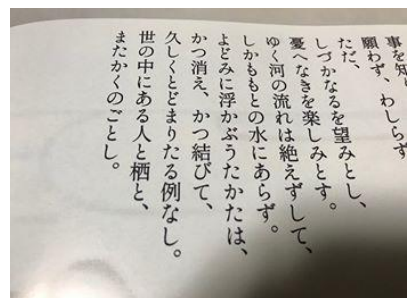 事を知り
願わず、わしらず
ただ、
しづかなるを望みとし、
憂へなきを楽しみとす。
ゆく河の流れは絶えずして、
しかももとの水にあらず。
よどみに浮かぶうたかたは、
かつ消え、かつ結びて、
久しくとどまりたる例なし。
世の中にある人と栖と、
またかくのごとし。